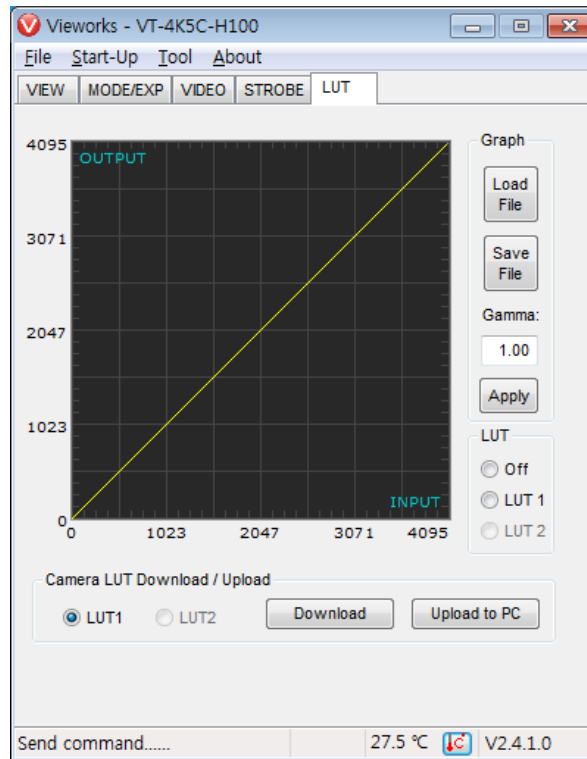 Vieworks - VT-4K5C-H100
File Start-Up Tool About
VIEW MODE/EXP VIDEO STROBE LUT
4095
OUTPUT
3071
2047
1023
0
INPUT
0 1023 2047 3071 4095
Graph
Load
File
Save
File
Gamma:
1.00
Apply
LUT
Off
LUT 1
LUT 2
Camera LUT Download / Upload
LUT1 LUT2 Download Upload to PC
Send command...... 27.5 ℃ C V2.4.1.0